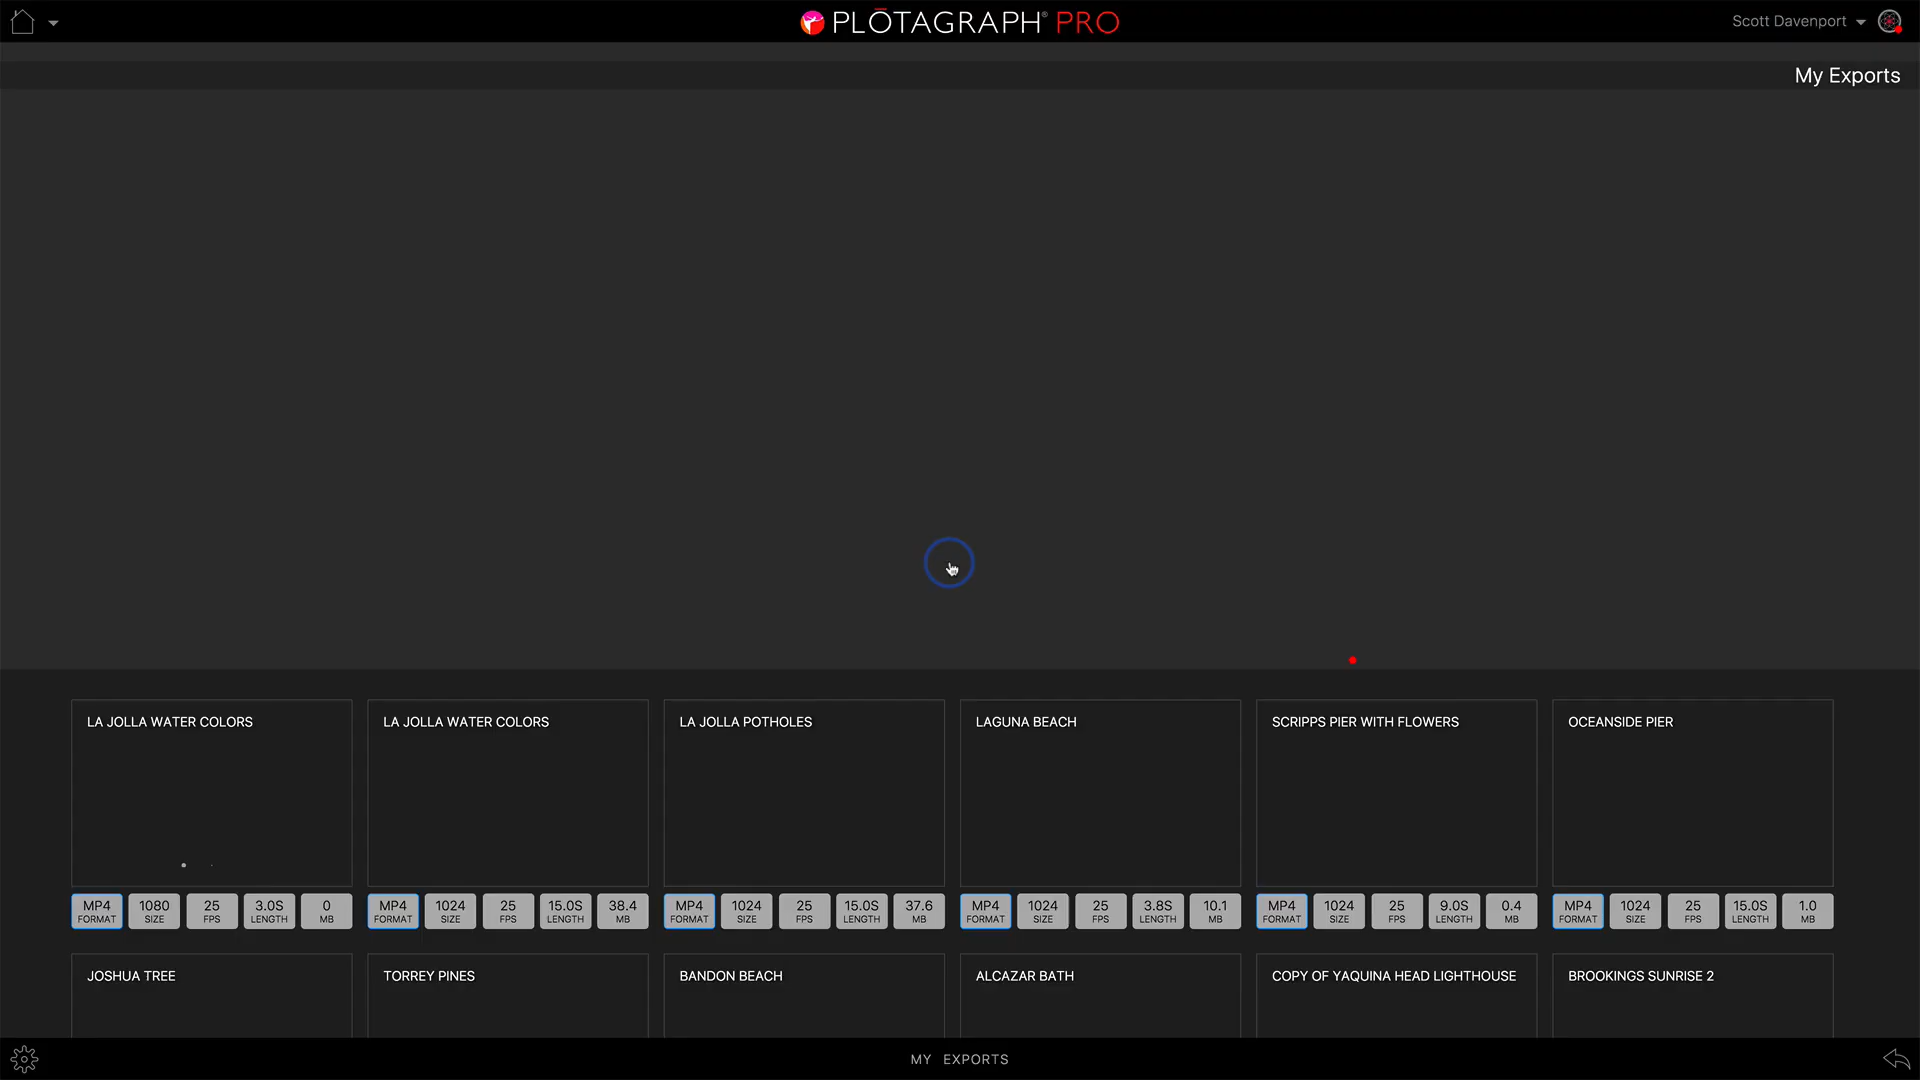 PLŌTAGRAPH® PRO
Scott Davenport
My Exports
LA JOLLA WATER COLORS
LA JOLLA WATER COLORS
LA JOLLA POTHOLES
LAGUNA BEACH
SCRIPPS PIER WITH FLOWERS
OCEANSIDE PIER
MP4 1080 25 3.0S 0
FORMAT SIZE FPS LENGTH MB
MP4 1024 25 15.0S 38.4
FORMAT SIZE FPS LENGTH MB
MP4 1024 25 15.0S 37.6
FORMAT SIZE FPS LENGTH MB
MP4 1024 25 3.8S 10.1
FORMAT SIZE FPS LENGTH MB
MP4 1024 25 9.0S 0.4
FORMAT SIZE FPS LENGTH MB
MP4 1024 25 15.0S 1.0
FORMAT SIZE FPS LENGTH MB
JOSHUA TREE
TORREY PINES
BANDON BEACH
ALCAZAR BATH
COPY OF YAQUINA HEAD LIGHTHOUSE
BROOKINGS SUNRISE 2
MY EXPORTS